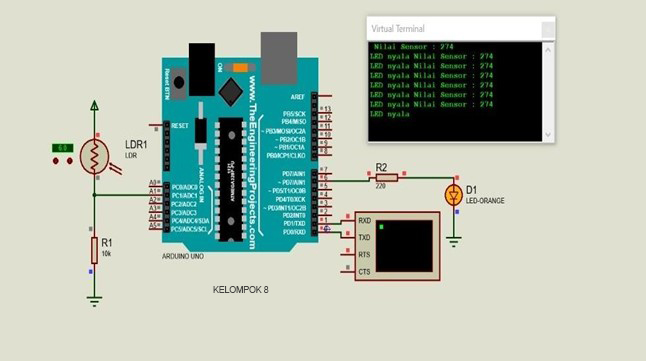 Virtual Terminal
Nilai Sensor : 274
LED nyala Nilai Sensor : 274
LED nyala Nilai Sensor : 274
LED nyala Nilai Sensor : 274
LED nyala Nilai Sensor : 274
LED nyala Nilai Sensor : 274
LED nyala Nilai Sensor : 274
LED nyala
LDR1
LDR
R1
10k
Reset BTN
ON
www.TheEngineeringProjects.com
RESET
ANALOG IN
A0
A1
A2
A3
A4
A5
PC0/ADC0
PC1/ADC1
PC2/ADC2
PC3/ADC3
PC4/ADC4/SDA
PC5/ADC5/SCL
AREF
13
12
11
10
9
8
PB5/SCK
PB4/MISO
~ PB3/MOSI/OC2A
~ PB2/OC1B
~ PB1/OC1A
PB0/ICP1/CLKO
7
6
5
4
3
2
1
PD7/AIN1
PD5/T1/OC0B
PD4/T0/XCK
~ PD3/INT1/OC2B
PD2/INT0
PD1/TXD
PD0/RXD
ARDUINO UNO
R2
220
D1
LED-ORANGE
RXD
TXD
RTS
CTS
KELOMPOK 8